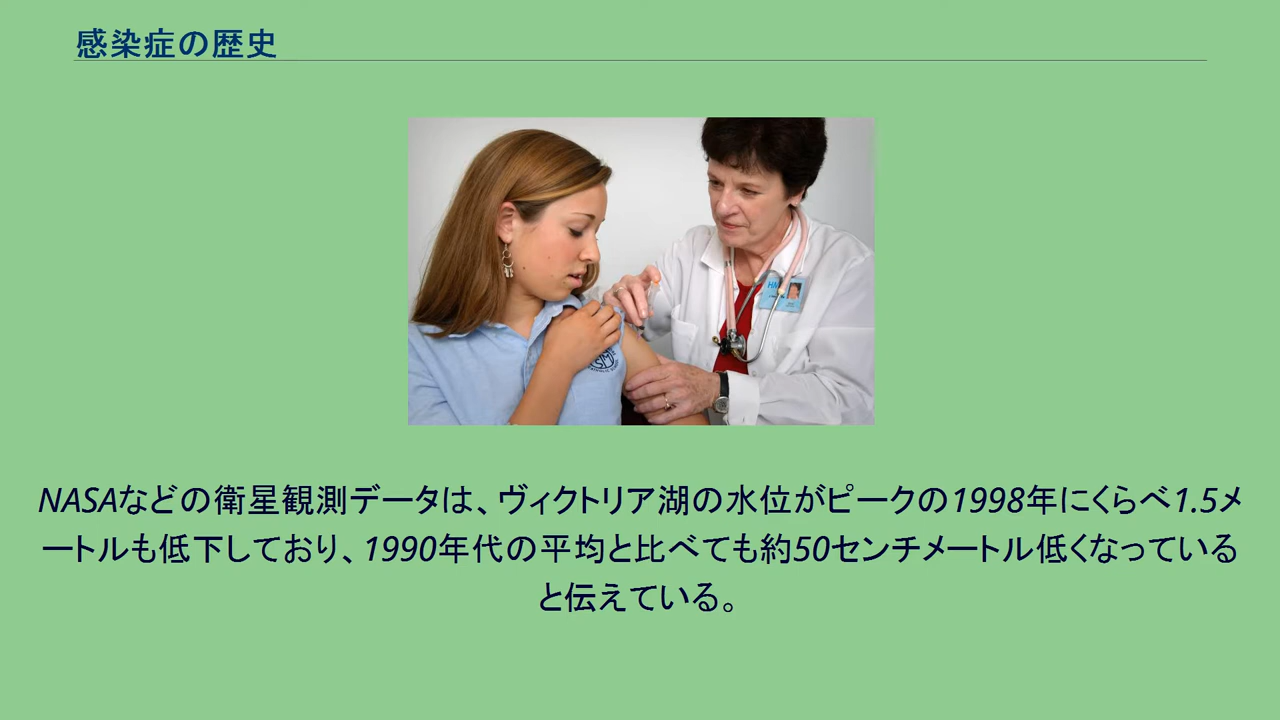 感染症の歴史
NASAなどの衛星観測データは、ヴィクトリア湖の水位がピークの1998年にくらべ1.5メ
ートルも低下しており、1990年代の平均と比べても約50センチメートル低くなっている
と伝えている。